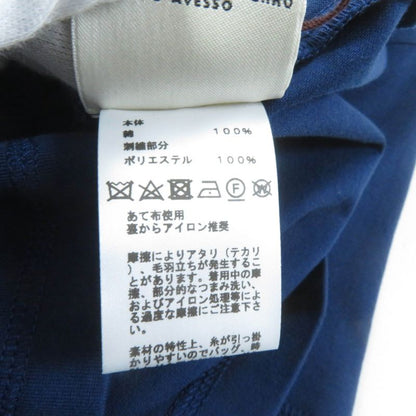 AVESSO
本体
綿 100%
刺繍部分
ポリエステル 100%
あて布使用
裏からアイロン推奨
摩擦によりアタリ(テカリ
)、毛羽立ちが発生するこ
とがあります。着用中の摩
擦、部分的なつまみ洗い、
およびアイロン処理等によ
る過度な摩擦にご注意下さ
い。
素材の特性上、糸が引っ掛
かりやすいのでバッグ、